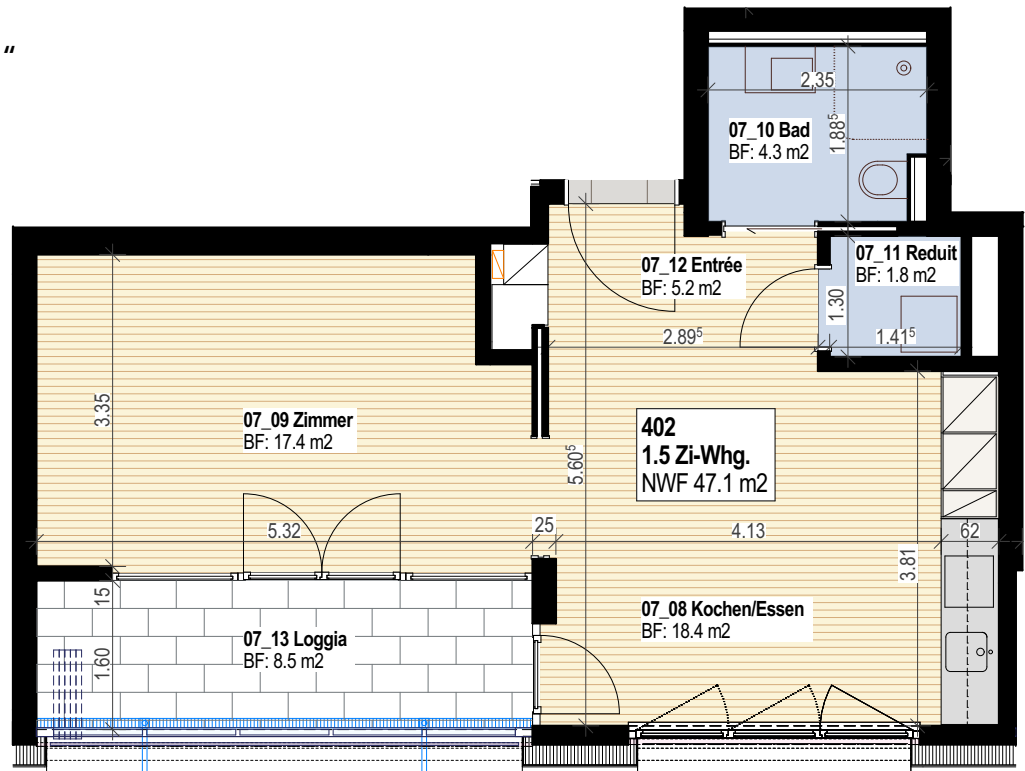 “
2,35
07_10 Bad
BF: 4.3 m2
1.88⁵
07_12 Entrée
BF: 5.2 m2
07_11 Reduit
BF: 1.8 m2
1.30
2.89⁵
1.41⁵
3.35
07_09 Zimmer
BF: 17.4 m2
402
1.5 Zi-Whg.
NWF 47.1 m2
5.60⁵
5.32
25
4.13
62
3.81
15
07_13 Loggia
BF: 8.5 m2
1.60
07_08 Kochen/Essen
BF: 18.4 m2